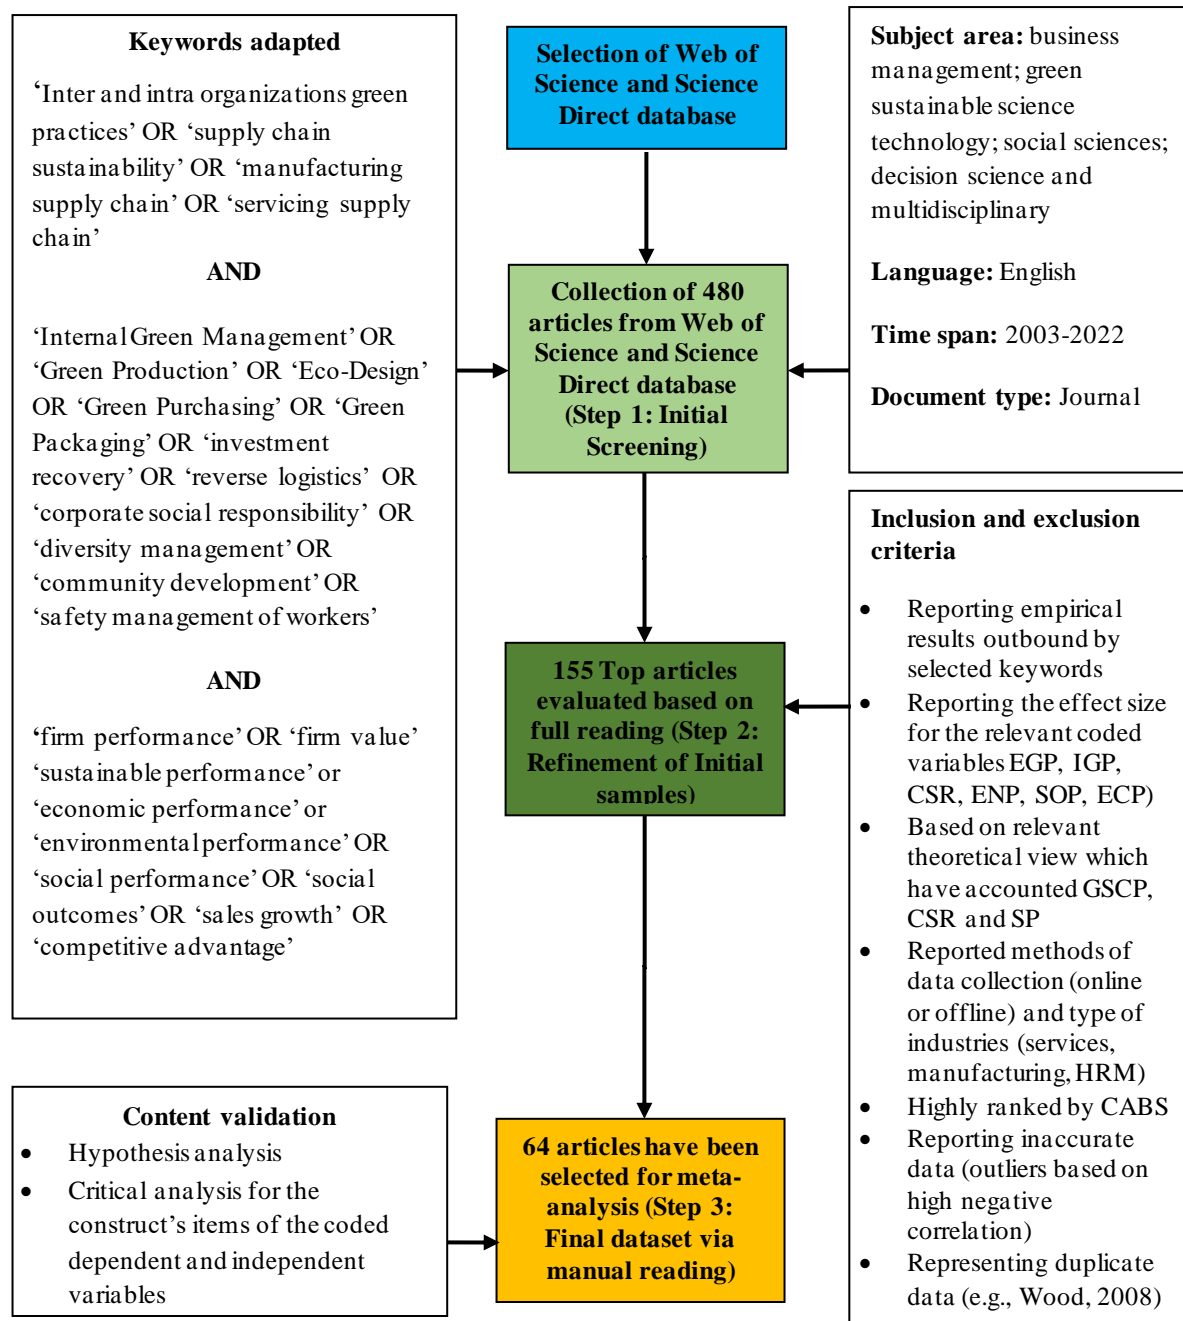 Keywords adapted
‘Inter and intra organizations green
practices’ OR ‘supply chain
sustainability’ OR ‘manufacturing
supply chain’ OR ‘servicing supply
chain’
AND
‘Internal Green Management’ OR
‘Green Production’ OR ‘Eco-Design’
OR ‘Green Purchasing’ OR ‘Green
Packaging’ OR ‘investment
recovery’ OR ‘reverse logistics’ OR
‘corporate social responsibility’ OR
‘diversity management’ OR
‘community development’ OR
‘safety management of workers’
AND
‘firm performance’ OR ‘firm value’
‘sustainable performance’ or
‘economic performance’ or
‘environmental performance’ OR
‘social performance’ OR ‘social
outcomes’ OR ‘sales growth’ OR
‘competitive advantage’
Selection of Web of
Science and Science
Direct database
Collection of 480
articles from Web of
Science and Science
Direct database
(Step 1: Initial
Screening)
155 Top articles
evaluated based on
full reading (Step 2:
Refinement of Initial
samples)
64 articles have been
selected for meta-
analysis (Step 3:
Final dataset via
manual reading)
Subject area: business
management; green
sustainable science
technology; social sciences;
decision science and
multidisciplinary
Language: English
Time span: 2003-2022
Document type: Journal
Inclusion and exclusion
criteria
• Reporting empirical
results outbound by
selected keywords
• Reporting the effect size
for the relevant coded
variables EGP, IGP,
CSR, ENP, SOP, ECP)
• Based on relevant
theoretical view which
have accounted GSCP,
CSR and SP
• Reported methods of
data collection (online
or offline) and type of
industries (services,
manufacturing, HRM)
• Highly ranked by CABS
• Reporting inaccurate
data (outliers based on
high negative
correlation)
• Representing duplicate
data (e.g., Wood, 2008)
Content validation
• Hypothesis analysis
• Critical analysis for the
construct’s items of the coded
dependent and independent
variables